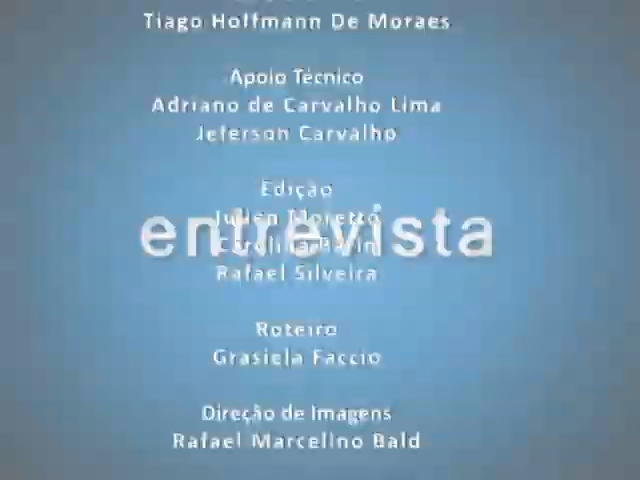 Tiago Hoffmann De Moraes
Apoio Técnico
Adriano de Carvalho Lima
Jeferson Carvalho
Edição
Moretto
entrevista
Rafael Silveira
Roteiro
Grasiela Faccio
Direção de Imagens
Rafael Marcelino Bald